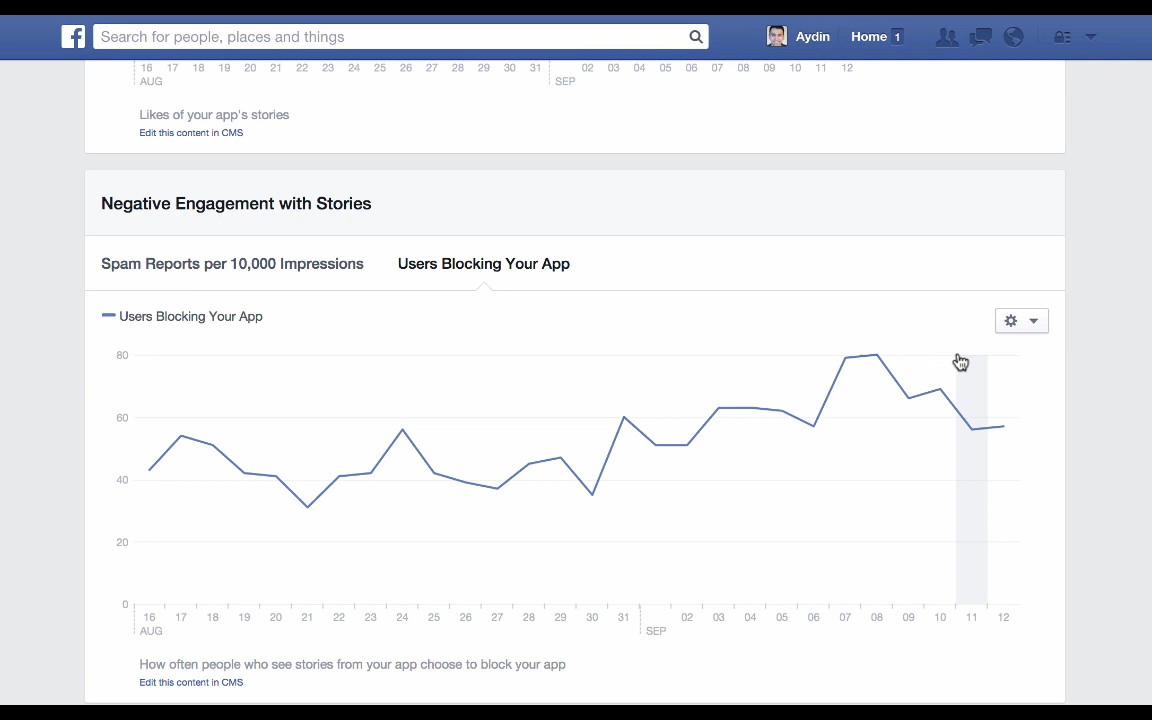 f Search for people, places and things Aydin Home 1
16 17 18 19 20 21 22 23 24 25 26 27 28 29 30 31 02 03 04 05 06 07 08 09 10 11 12
AUG SEP
Likes of your app's stories
Edit this content in CMS
Negative Engagement with Stories
Spam Reports per 10,000 Impressions Users Blocking Your App
Users Blocking Your App
80
60
40
20
0
16 17 18 19 20 21 22 23 24 25 26 27 28 29 30 31 02 03 04 05 06 07 08 09 10 11 12
AUG SEP
How often people who see stories from your app choose to block your app
Edit this content in CMS